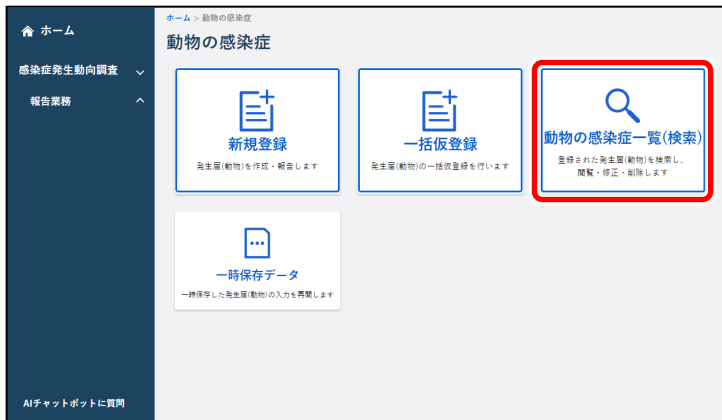 ホーム
感染症発生動向調査
報告業務
AIチャットボットに質問
ホーム > 動物の感染症
動物の感染症
新規登録
発生届(動物)を作成・報告します
一括仮登録
発生届(動物)の一括仮登録を行います
動物の感染症一覧(検索)
登録された発生届(動物)を検索し、
閲覧・修正・削除します
一時保存データ
一時保存した発生届(動物)の入力を再開します